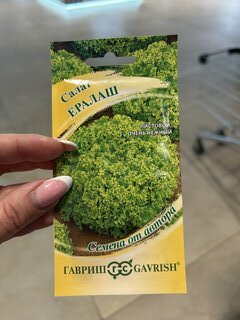 Салат
ЕРАЛАШ
ЛИСТОВОЙ
ОЧЕНЬ НЕЖНЫЙ
Семена от автора
ГАВРИШ GAVRISH®